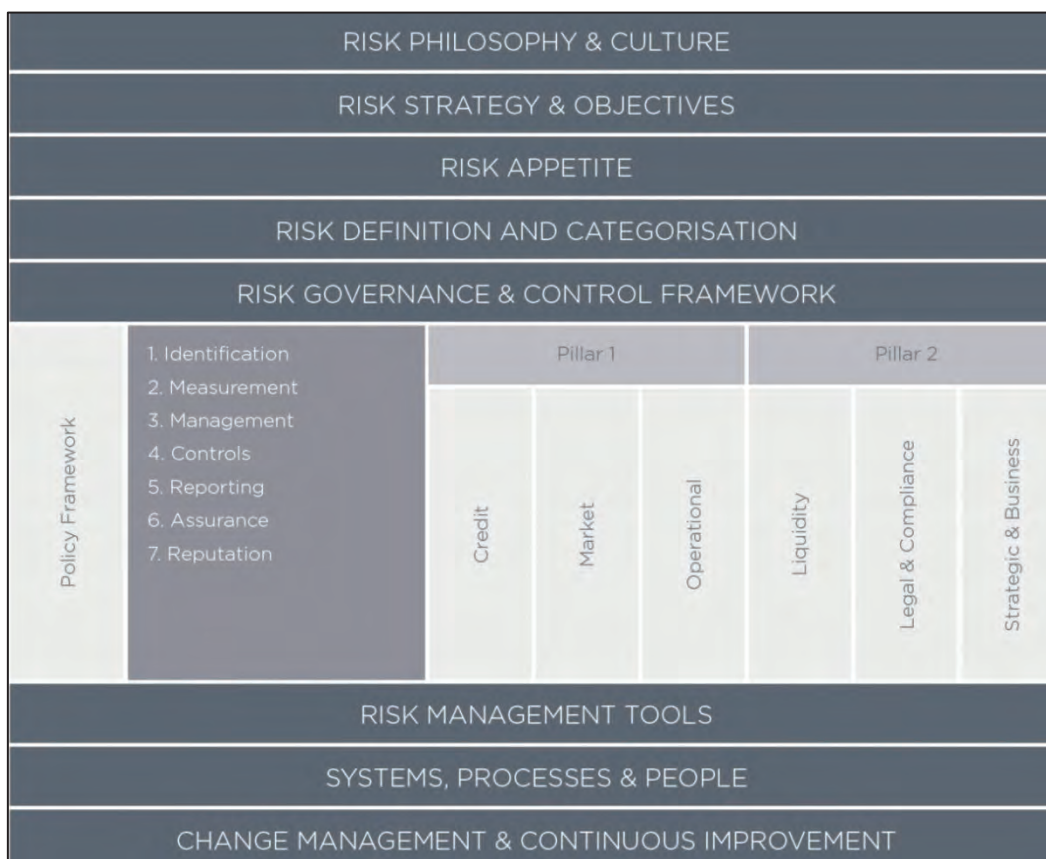 RISK PHILOSOPHY & CULTURE
RISK STRATEGY & OBJECTIVES
RISK APPETITE
RISK DEFINITION AND CATEGORISATION
RISK GOVERNANCE & CONTROL FRAMEWORK
Policy Framework
1. Identification
2. Measurement
3. Management
4. Controls
5. Reporting
6. Assurance
7. Reputation
Pillar 1
Credit
Market
Operational
Pillar 2
Liquidity
Legal & Compliance
Strategic & Business
RISK MANAGEMENT TOOLS
SYSTEMS, PROCESSES & PEOPLE
CHANGE MANAGEMENT & CONTINUOUS IMPROVEMENT